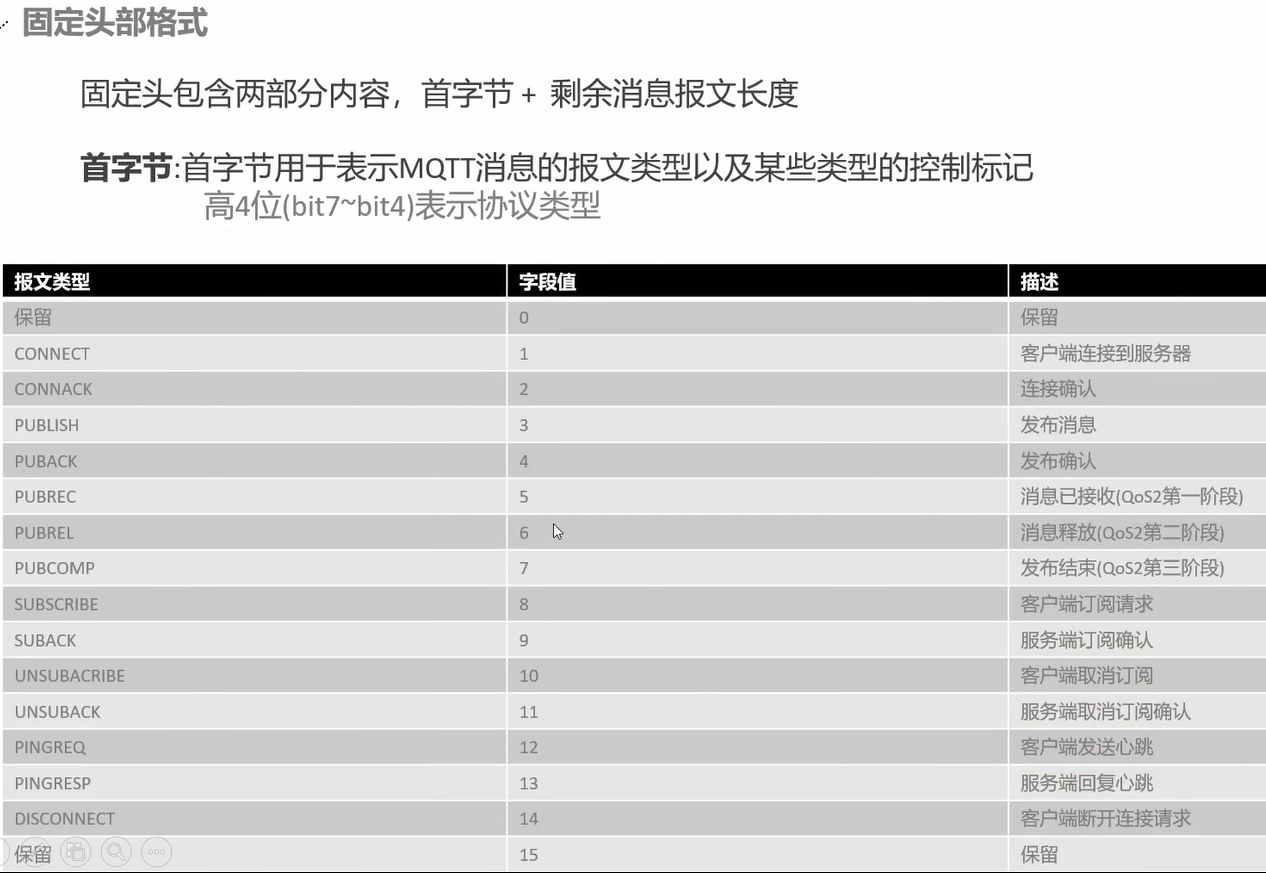 固定头部格式
固定头包含两部分内容，首字节 + 剩余消息报文长度
首字节:首字节用于表示MQTT消息的报文类型以及某些类型的控制标记
高4位(bit7~bit4)表示协议类型
报文类型 字段值 描述
保留 0 保留
CONNECT 1 客户端连接到服务器
CONNACK 2 连接确认
PUBLISH 3 发布消息
PUBACK 4 发布确认
PUBREC 5 消息已接收(QoS2第一阶段)
PUBREL 6 消息释放(QoS2第二阶段)
PUBCOMP 7 发布结束(QoS2第三阶段)
SUBSCRIBE 8 客户端订阅请求
SUBACK 9 服务端订阅确认
UNSUBACRIBE 10 客户端取消订阅
UNSUBACK 11 服务端取消订阅确认
PINGREQ 12 客户端发送心跳
PINGRESP 13 服务端回复心跳
DISCONNECT 14 客户端断开连接请求
保留 15 保留